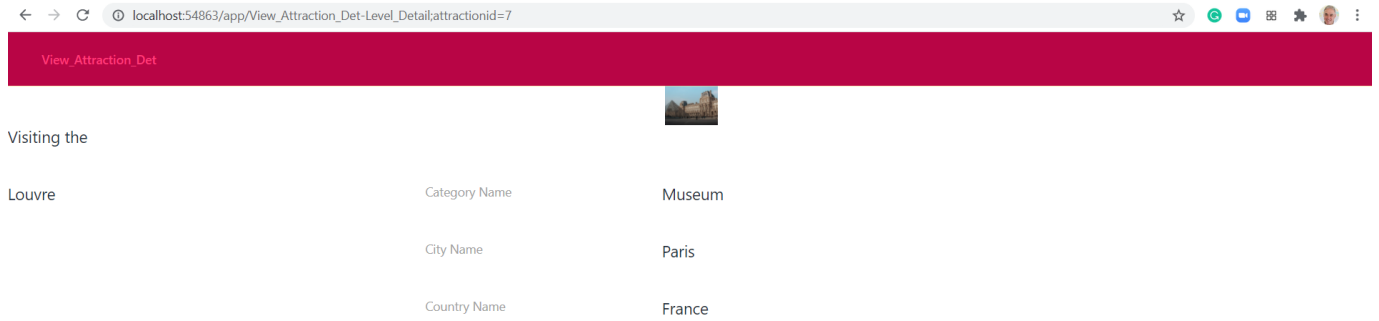 localhost:54863/app/View_Attraction_Det-Level_Detail;attractionid=7
View_Attraction_Det
Visiting the
Louvre
Category Name Museum
City Name Paris
Country Name France